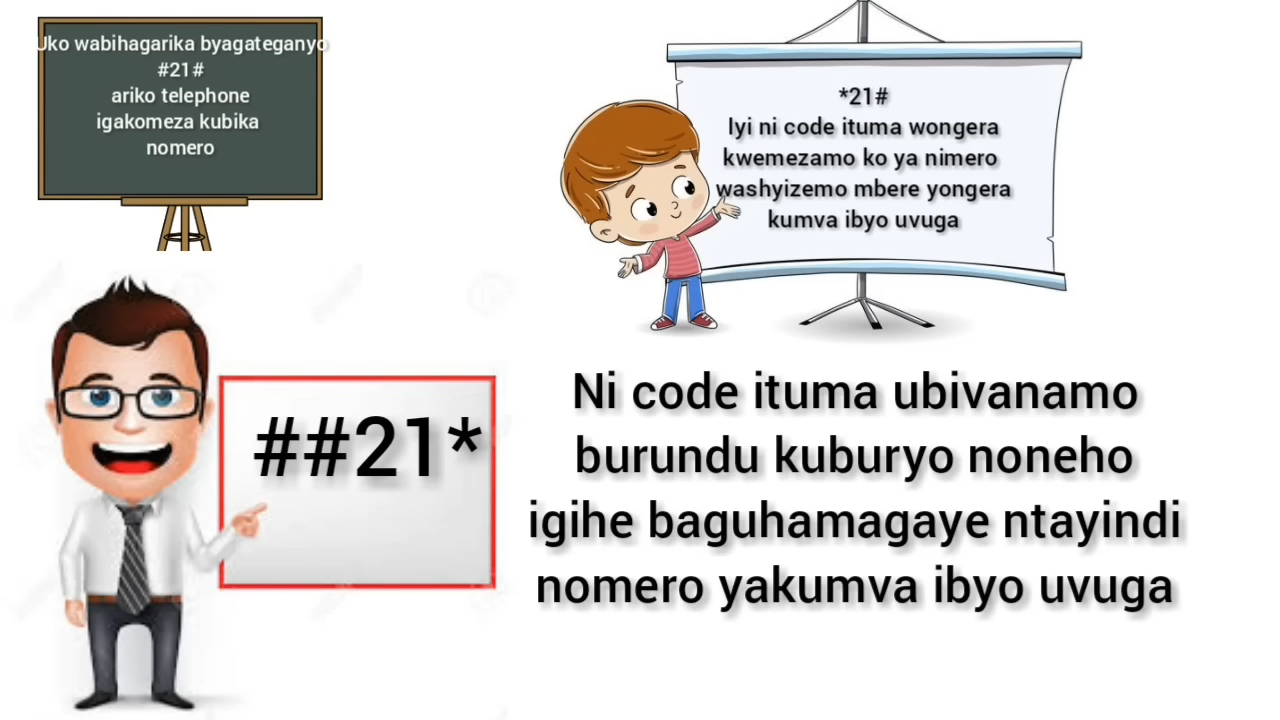 Uko wabihagarika byagateganyo
#21#
ariko telephone
igakomeza kubika
nomero
*21#
Iyi ni code ituma wongera
kwemezamo ko ya nimero
washyizemo mbere yongera
kumva ibyo uvuga
##21*
Ni code ituma ubivanamo
burundu kuburyo noneho
igihe baguhamagaye ntayindi
nomero yakumva ibyo uvuga